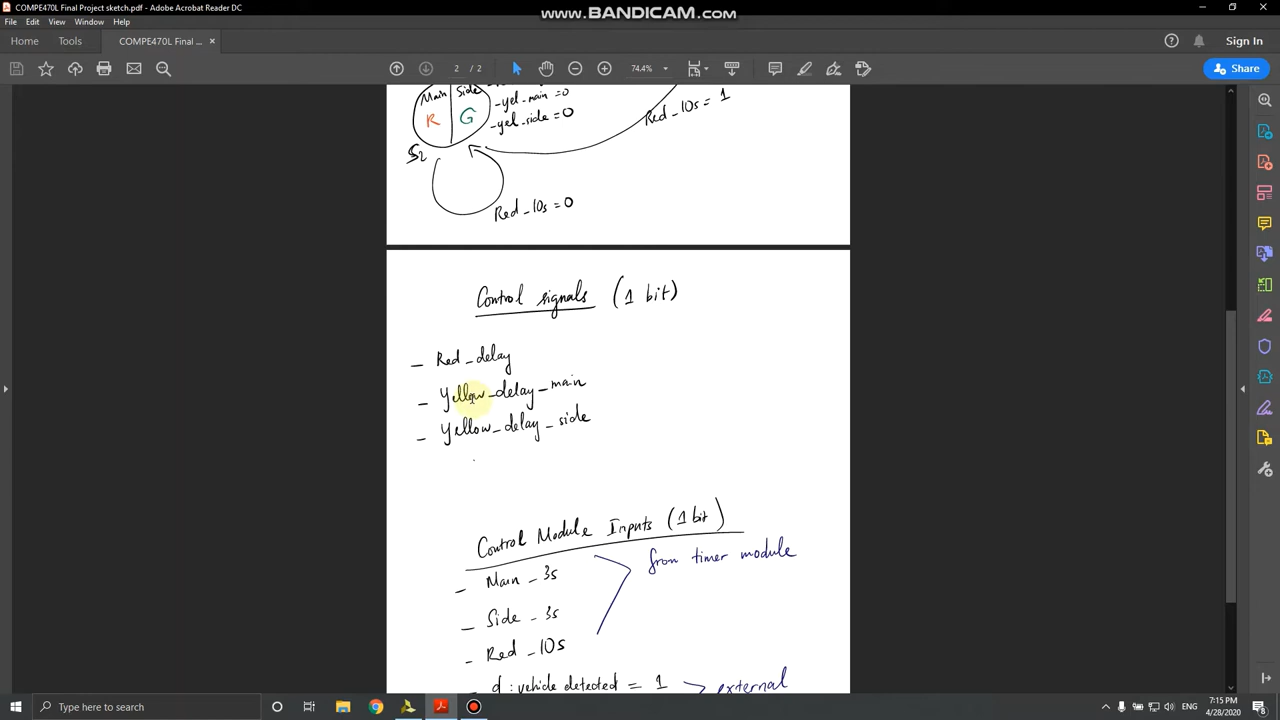 COMPE470L Final Project sketch.pdf - Adobe Acrobat Reader DC
www.BANDICAM.com
File Edit View Window Help
Home Tools COMPE470L Final ... × Sign In
2 / 2 74.4% Share
Main Side
- yel_main = 0
R G - yel_side = 0
Red_10s = 1
S2
Red_10s = 0
Control signals (1 bit)
- Red_delay
- Yellow_delay_main
- Yellow_delay_side
Control Module Inputs (1 bit)
- Main_3s
from timer module
- Side_3s
- Red_10s
- d : vehicle detected = 1 external
Type here to search
ENG
7:15 PM
4/28/2020